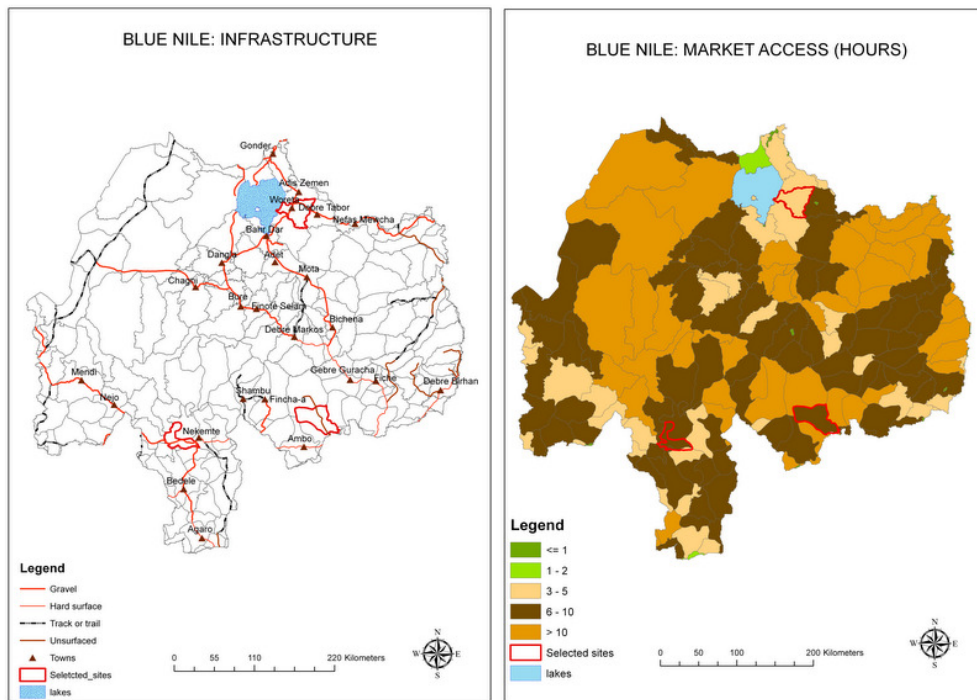 BLUE NILE: INFRASTRUCTURE
Gonder
Adis Zemen
Woreta
Debre Tabor
Nefas Mewcha
Bahr Dar
Dangla
Adet
Mota
Chagni
Bure
Finote Selam
Bichena
Debre Markos
Gebre Guracha
Fiche
Debre Birhan
Mendi
Nejo
Shambu
Fincha-a
Nekemte
Ambo
Bedele
Agaro
Legend
Gravel
Hard surface
Track or trail
Unsurfaced
Towns
Seletcted_sites
lakes
0 55 110 220 Kilometers
N
W E
S
BLUE NILE: MARKET ACCESS (HOURS)
Legend
<= 1
1 - 2
3 - 5
6 - 10
> 10
Selected sites
lakes
0 50 100 200 Kilometers
N
W E
S